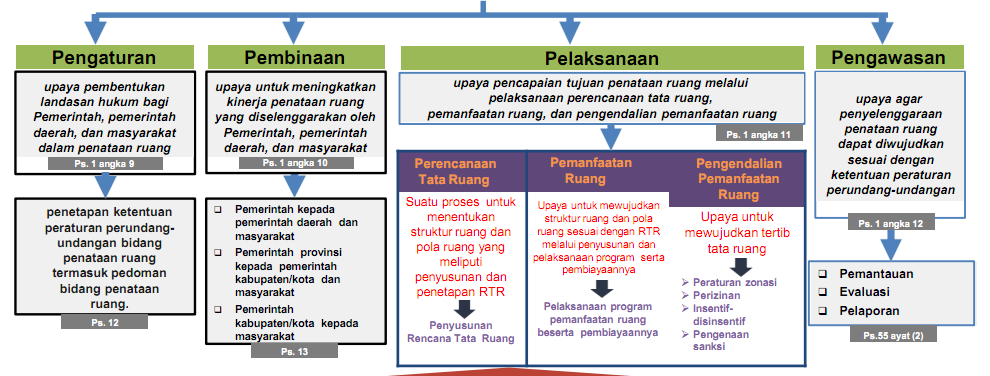 Pengaturan
upaya pembentukan
landasan hukum bagi
Pemerintah, pemerintah
daerah, dan masyarakat
dalam penataan ruang
Ps. 1 angka 9
penetapan ketentuan
peraturan perundang-
undangan bidang
penataan ruang
termasuk pedoman
bidang penataan
ruang.
Ps. 12
Pembinaan
upaya untuk meningkatkan
kinerja penataan ruang
yang diselenggarakan oleh
Pemerintah, pemerintah
daerah, dan masyarakat
Ps. 1 angka 10
Pemerintah kepada
pemerintah daerah dan
masyarakat
Pemerintah provinsi
kepada pemerintah
kabupaten/kota dan
masyarakat
Pemerintah
kabupaten/kota kepada
masyarakat
Ps. 13
Pelaksanaan
upaya pencapaian tujuan penataan ruang melalui
pelaksanaan perencanaan tata ruang,
pemanfaatan ruang, dan pengendalian pemanfaatan ruang
Ps. 1 angka 11
Perencanaan
Tata Ruang
Suatu proses untuk
menentukan
struktur ruang dan
pola ruang yang
meliputi
penyusunan dan
penetapan RTR
Penyusunan
Rencana Tata Ruang
Pemanfaatan
Ruang
Upaya untuk mewujudkan
struktur ruang dan pola
ruang sesuai dengan RTR
melalui penyusunan dan
pelaksanaan program serta
pembiayaannya
Pelaksanaan program
pemanfaatan ruang
beserta pembiayaannya
Pengendalian
Pemanfaatan
Ruang
Upaya untuk
mewujudkan tertib
tata ruang
Peraturan zonasi
Perizinan
Insentif-
disinsentif
Pengenaan
sanksi
Pengawasan
upaya agar
penyelenggaraan
penataan ruang
dapat diwujudkan
sesuai dengan
ketentuan peraturan
perundang-undangan
Ps. 1 angka 12
Pemantauan
Evaluasi
Pelaporan
Ps.55 ayat (2)